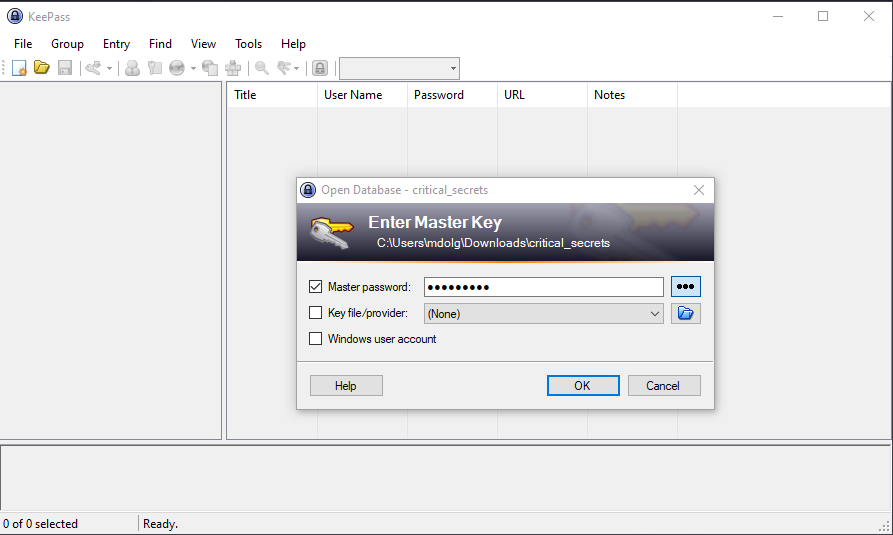 KeePass
File Group Entry Find View Tools Help
Title User Name Password URL Notes
Open Database - critical_secrets
Enter Master Key
C:\Users\mdolg\Downloads\critical_secrets
Master password: ●●●●●●●●●
Key file/provider: (None)
Windows user account
Help OK Cancel
0 of 0 selected Ready.